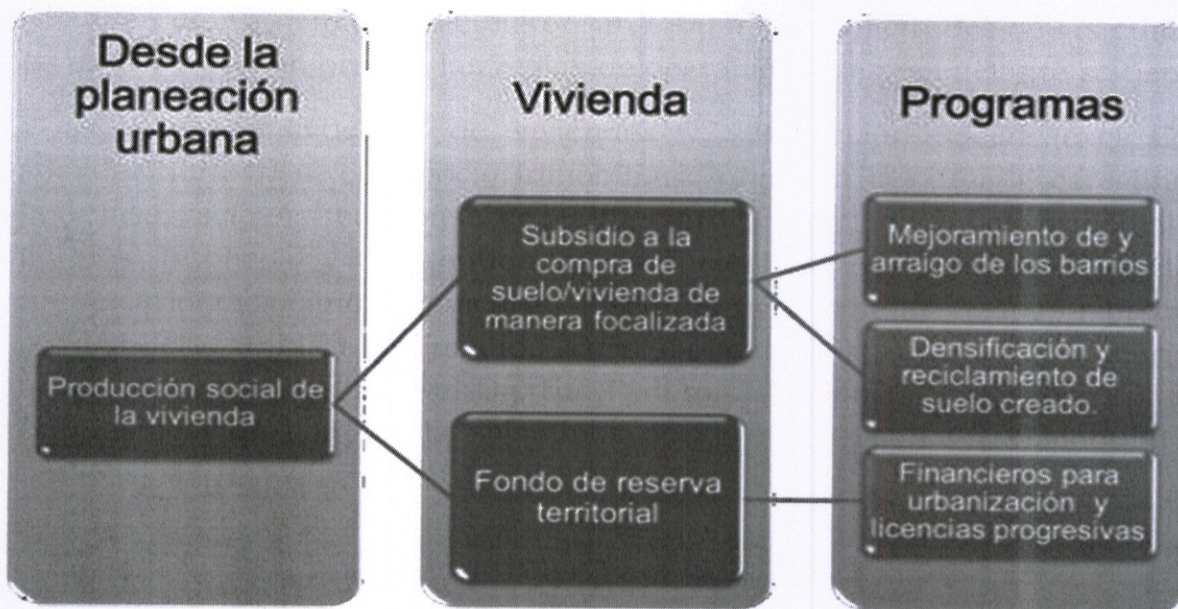 Desde la
planeación
urbana
Producción social de
la vivienda
Vivienda
Subsidio a la
compra de
suelo/vivienda de
manera focalizada
Fondo de reserva
territorial
Programas
Mejoramiento de y
arraigo de los barrios
Densificación y
reciclamiento de
suelo creado.
Financieros para
urbanización y
licencias progresivas